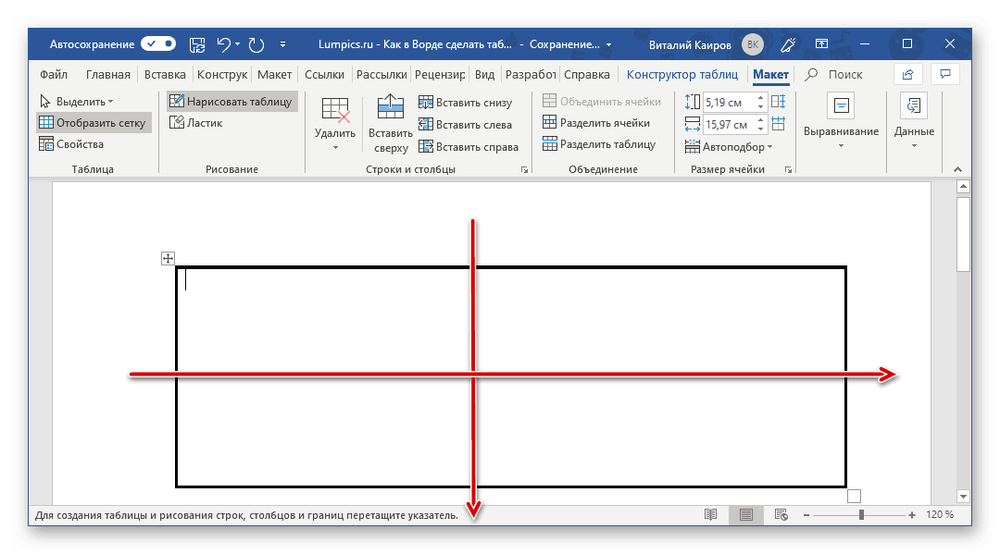 Автосохранение Lumpics.ru - Как в Ворде сделать таб... - Сохранение... Виталий Каиров ВК
Файл Главная Вставка Конструк Макет Ссылки Рассылки Рецензир Вид Разработ Справка Конструктор таблиц Макет Поиск
Выделить
Отобразить сетку
Свойства
Таблица
Нарисовать таблицу
Ластик
Рисование
Удалить
Вставить
сверху
Вставить снизу
Вставить слева
Вставить справа
Строки и столбцы
Объединить ячейки
Разделить ячейки
Разделить таблицу
Объединение
5,19 см
15,97 см
Автоподбор
Размер ячейки
Выравнивание
Данные
Для создания таблицы и рисования строк, столбцов и границ перетащите указатель.
120 %